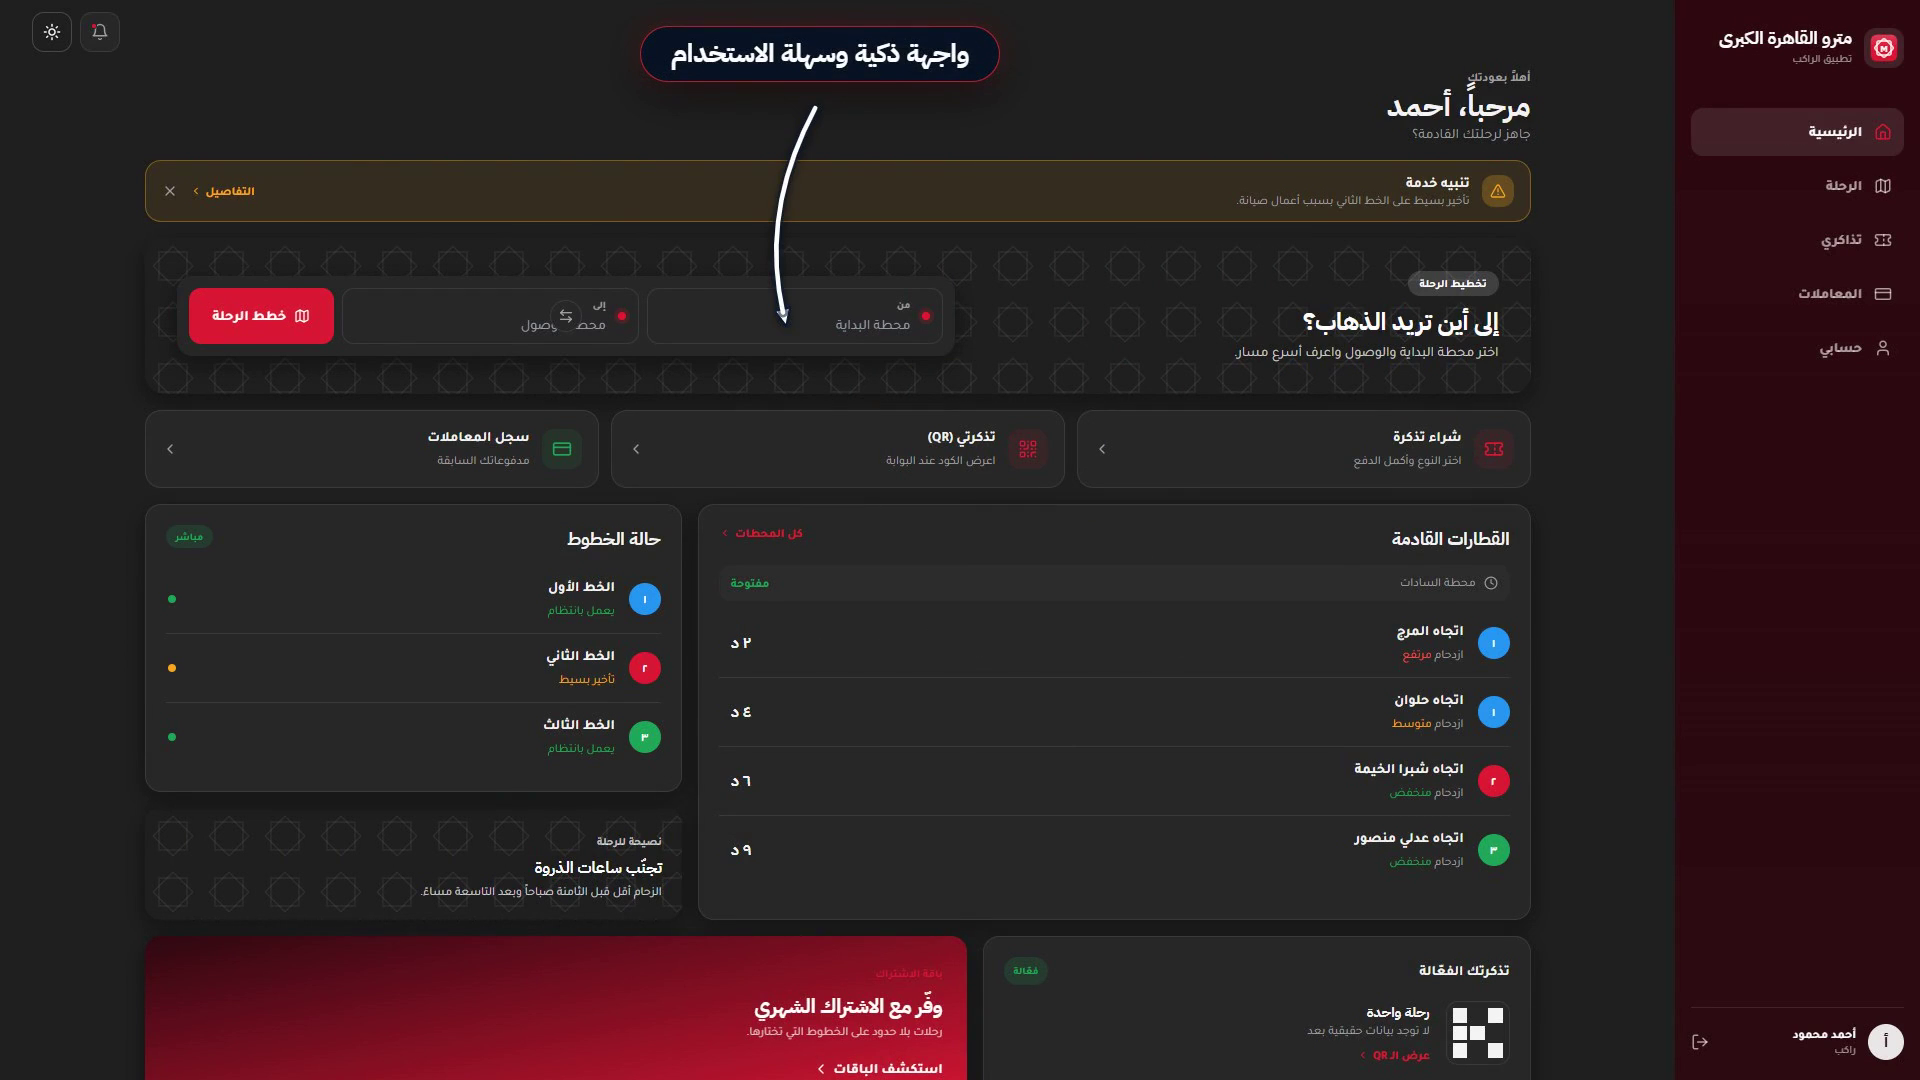 واجهة ذكية وسهلة الاستخدام
مترو القاهرة الكبرى
تطبيق الراكب
الرئيسية
الرحلة
تذاكري
المعاملات
حسابي
أهلاً بعودتك
مرحباً، أحمد
جاهز لرحلتك القادمة؟
تنبيه خدمة
تأخير بسيط على الخط الثاني بسبب أعمال صيانة.
التفاصيل
تخطيط الرحلة
إلى أين تريد الذهاب؟
اختر محطة البداية والوصول واعرف أسرع مسار.
من
محطة البداية
إلى
خطط الرحلة
شراء تذكرة
اختر النوع وأكمل الدفع
تذكرتي (QR)
اعرض الكود عند البوابة
سجل المعاملات
مدفوعاتك السابقة
القطارات القادمة
كل المحطات
محطة السادات
مفتوحة
١
اتجاه المرج
ازدحام مرتفع
٢ د
١
اتجاه حلوان
ازدحام متوسط
٤ د
٢
اتجاه شبرا الخيمة
ازدحام منخفض
٦ د
٣
اتجاه عدلي منصور
ازدحام منخفض
٩ د
حالة الخطوط
مباشر
١
الخط الأول
يعمل بانتظام
٢
الخط الثاني
تأخير بسيط
٣
الخط الثالث
يعمل بانتظام
نصيحة للرحلة
تجنّب ساعات الذروة
الزحام أقل قبل الثامنة صباحاً وبعد التاسعة مساءً.
تذكرتك الفعّالة
فعّالة
رحلة واحدة
لا توجد بيانات حقيقية بعد
عرض الـ QR
باقة الاشتراك
وفّر مع الاشتراك الشهري
رحلات بلا حدود على الخطوط التي تختارها.
استكشف الباقات
أ
أحمد محمود
راكب